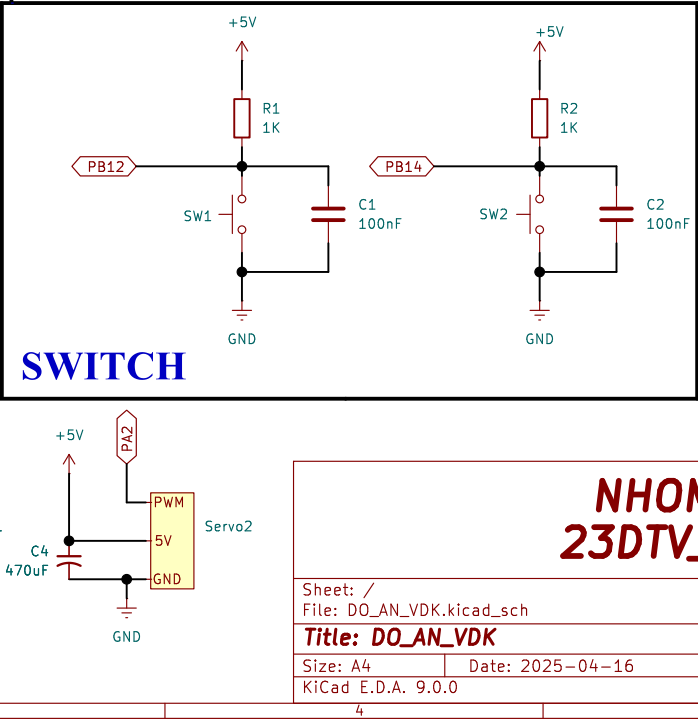 +5V
+5V
R1
1K
R2
1K
PB12
PB14
SW1
C1
100nF
SW2
C2
100nF
GND
GND
SWITCH
+5V
PA2
PWM
5V
GND
Servo2
C4
470uF
GND
NHOM
23DTV_
Sheet: /
File: DO_AN_VDK.kicad_sch
Title: DO_AN_VDK
Size: A4
Date: 2025-04-16
KiCad E.D.A. 9.0.0
4